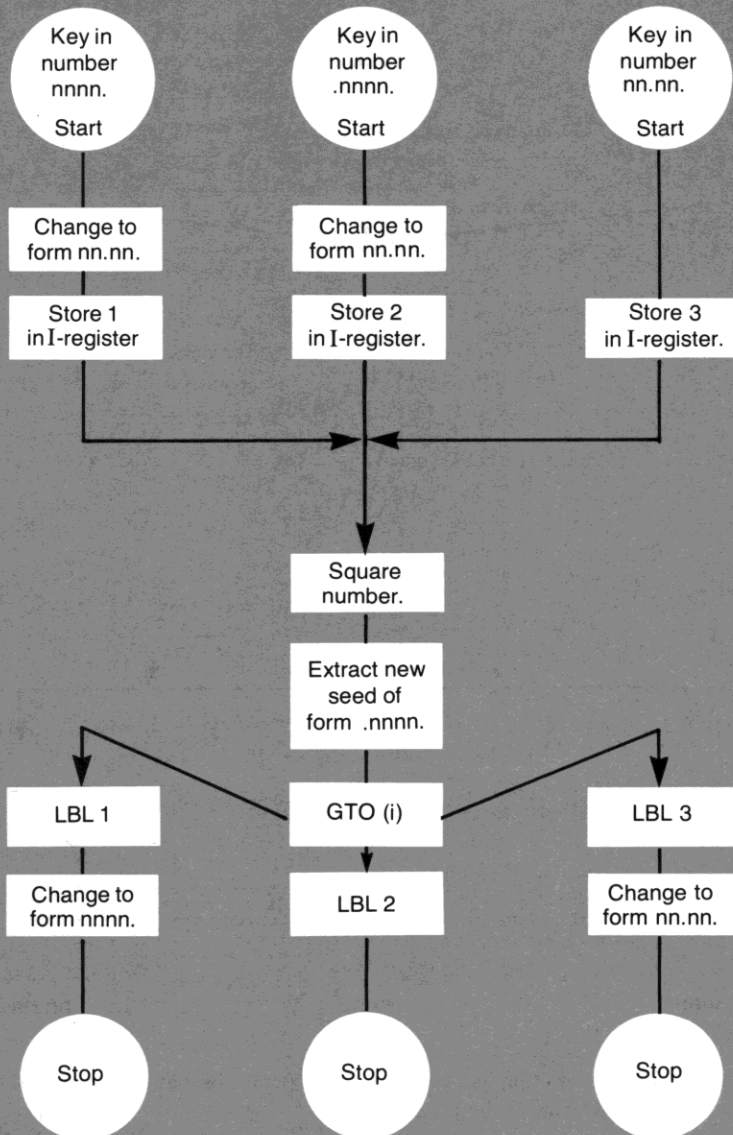 Key in
number
nnnn.
Start
Key in
number
.nnnn.
Start
Key in
number
nn.nn.
Start
Change to
form nn.nn.
Change to
form nn.nn.
Store 1
in I-register
Store 2
in I-register.
Store 3
in I-register.
Square
number.
Extract new
seed of
form .nnnn.
LBL 1
GTO (i)
LBL 3
Change to
form nnnn.
LBL 2
Change to
form nn.nn.
Stop
Stop
Stop